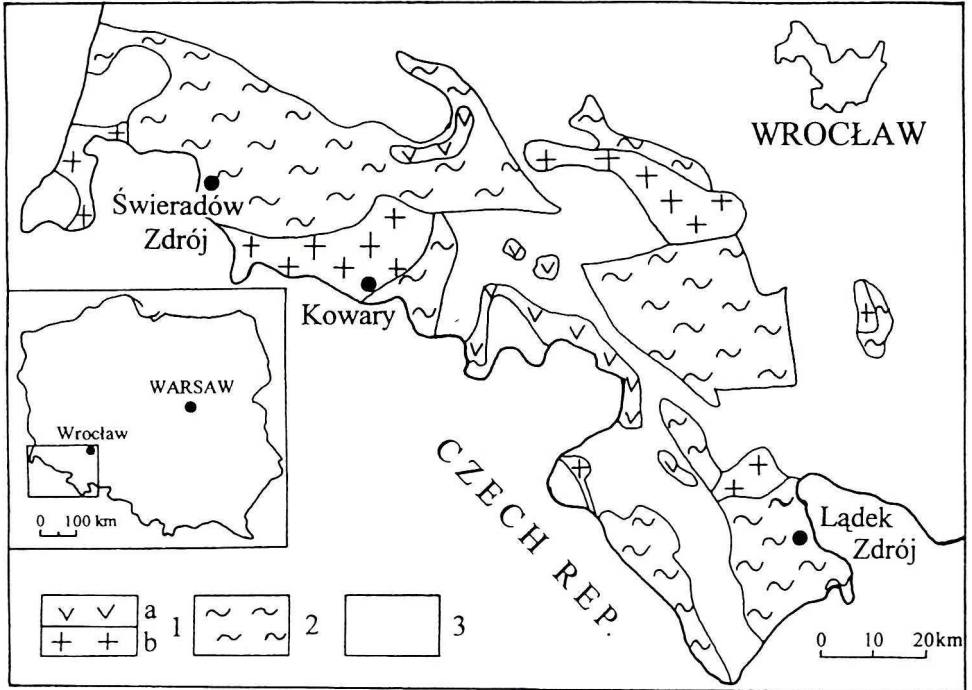 WROCŁAW
Świeradów
Zdrój
Kowary
WARSAW
Wrocław
0 100 km
CZECH REP.
Lądek
Zdrój
a
b
1
2
3
0 10 20km